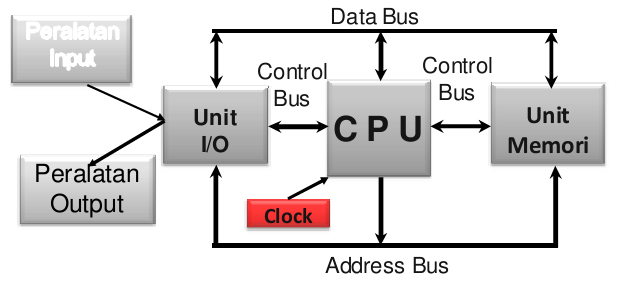 Data Bus
Peralatan
Input
Control
Bus
Control
Bus
Unit
I/O
C P U
Unit
Memori
Peralatan
Output
Clock
Address Bus